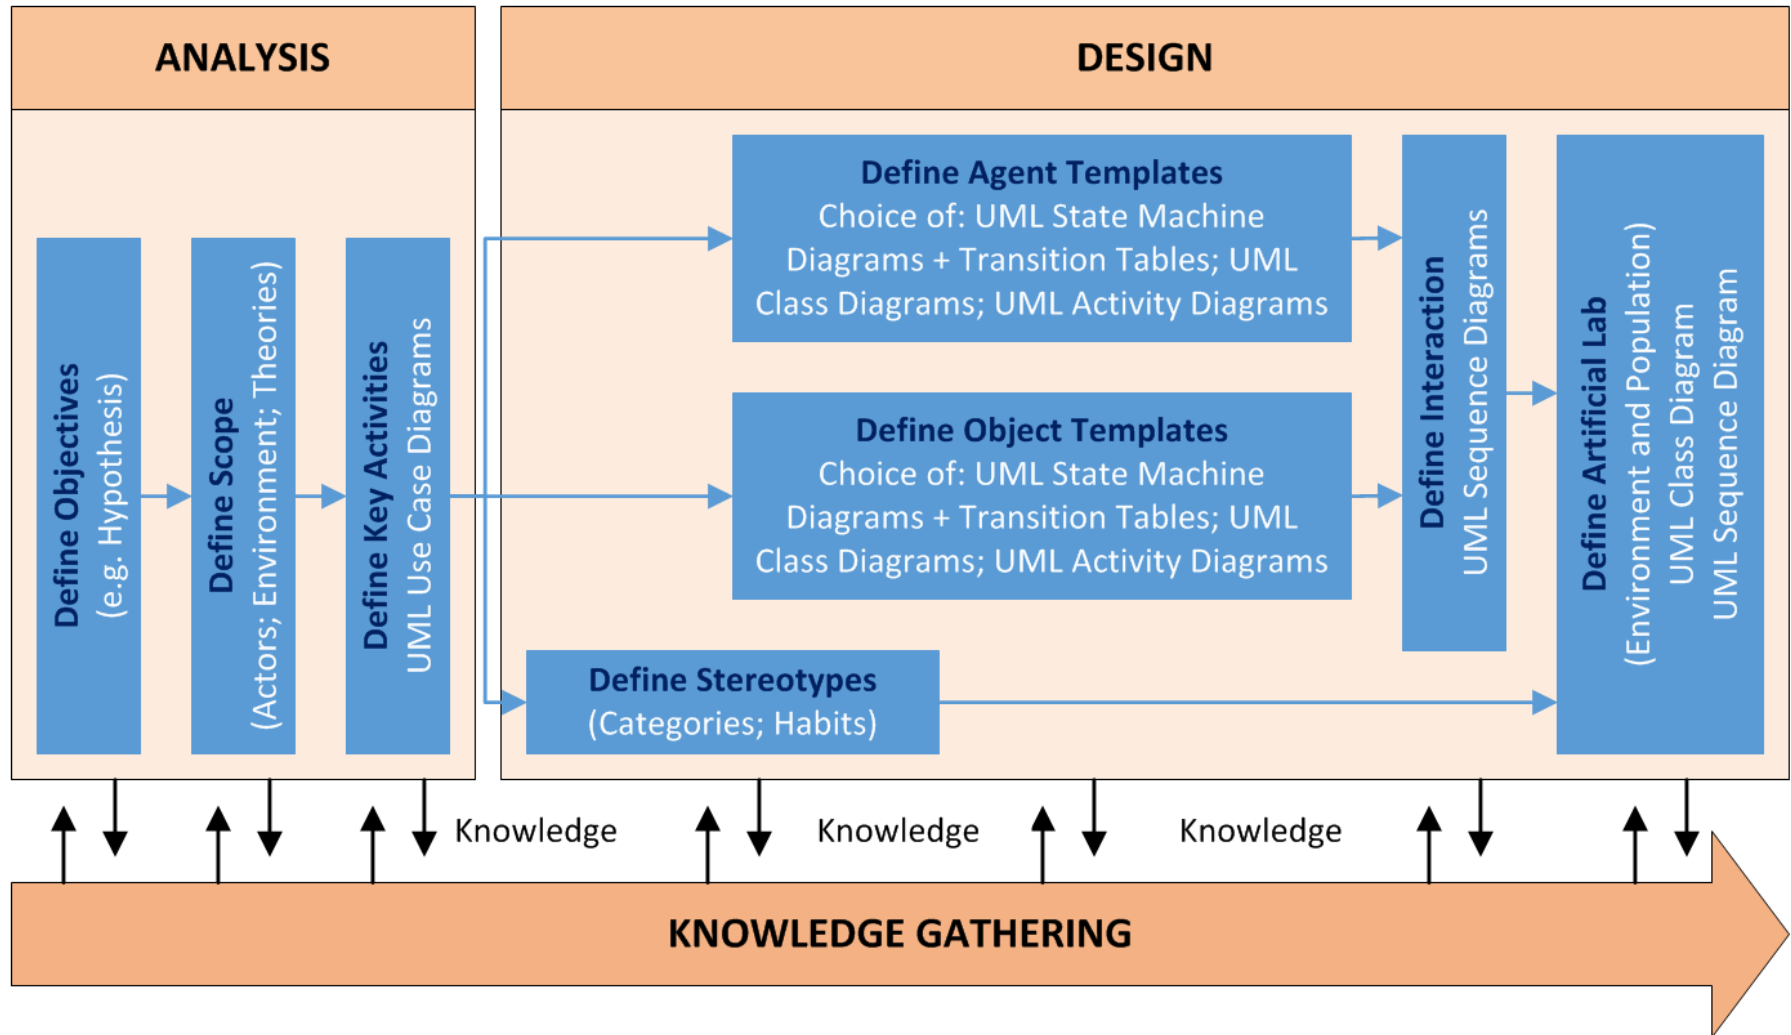 ANALYSIS
DESIGN
Define Objectives
(e.g. Hypothesis)
Define Scope
(Actors; Environment; Theories)
Define Key Activities
UML Use Case Diagrams
Define Agent Templates
Choice of: UML State Machine
Diagrams + Transition Tables; UML
Class Diagrams; UML Activity Diagrams
Define Object Templates
Choice of: UML State Machine
Diagrams + Transition Tables; UML
Class Diagrams; UML Activity Diagrams
Define Stereotypes
(Categories; Habits)
Define Interaction
UML Sequence Diagrams
Define Artificial Lab
(Environment and Population)
UML Class Diagram
UML Sequence Diagram
Knowledge
Knowledge
Knowledge
KNOWLEDGE GATHERING